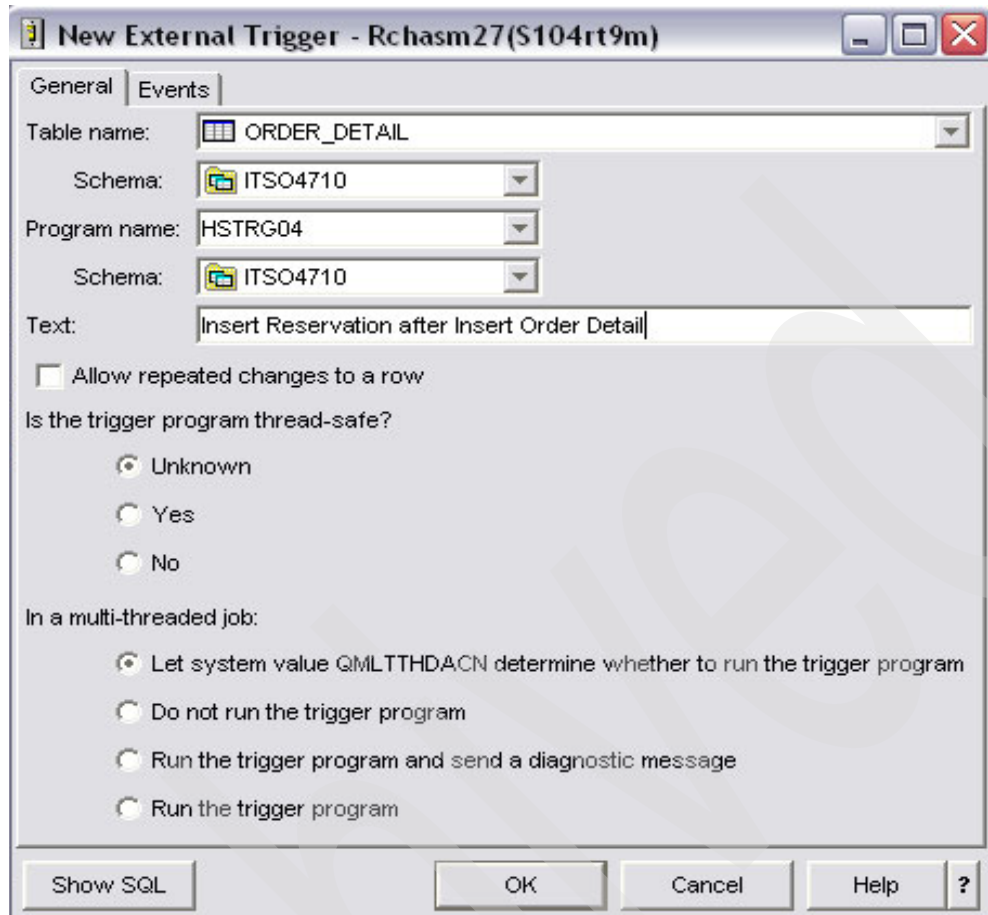 New External Trigger - Rchasm27(S104rt9m)
General Events
Table name: ORDER_DETAIL
Schema: ITSO4710
Program name: HSTRG04
Schema: ITSO4710
Text: Insert Reservation after Insert Order Detail
Allow repeated changes to a row
Is the trigger program thread-safe?
Unknown
Yes
No
In a multi-threaded job:
Let system value QMLTTHDACN determine whether to run the trigger program
Do not run the trigger program
Run the trigger program and send a diagnostic message
Run the trigger program
Show SQL OK Cancel Help ?